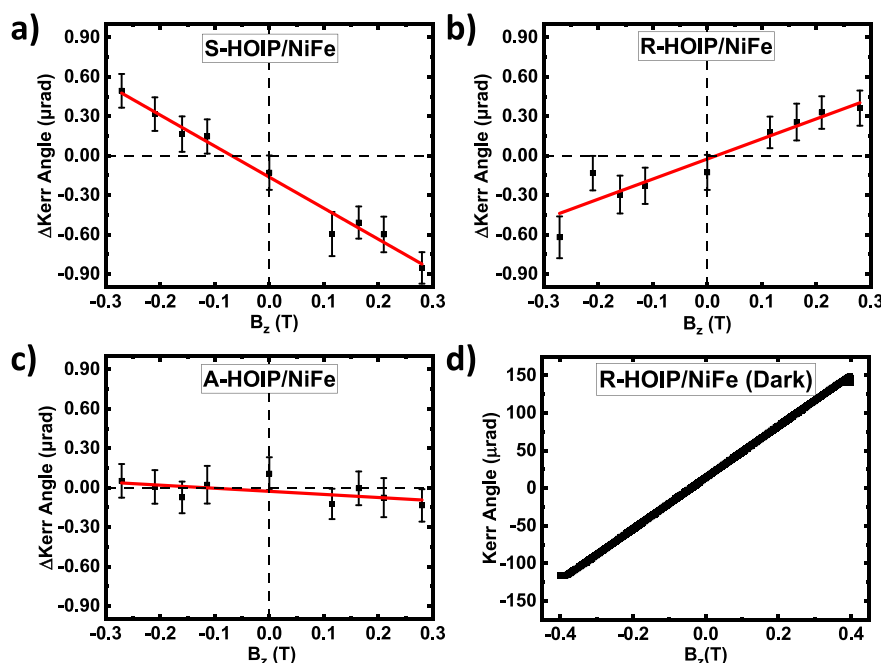 a)
S-HOIP/NiFe
ΔKerr Angle (µrad)
0.90
0.60
0.30
0.00
-0.30
-0.60
-0.90
-0.3 -0.2 -0.1 0.0 0.1 0.2 0.3
Bz (T)
b)
R-HOIP/NiFe
ΔKerr Angle (µrad)
0.90
0.60
0.30
0.00
-0.30
-0.60
-0.90
-0.3 -0.2 -0.1 0.0 0.1 0.2 0.3
Bz (T)
c)
A-HOIP/NiFe
ΔKerr Angle (µrad)
0.90
0.60
0.30
0.00
-0.30
-0.60
-0.90
-0.3 -0.2 -0.1 0.0 0.1 0.2 0.3
Bz (T)
d)
R-HOIP/NiFe (Dark)
Kerr Angle (µrad)
150
100
50
0
-50
-100
-150
-0.4 -0.2 0.0 0.2 0.4
Bz(T)